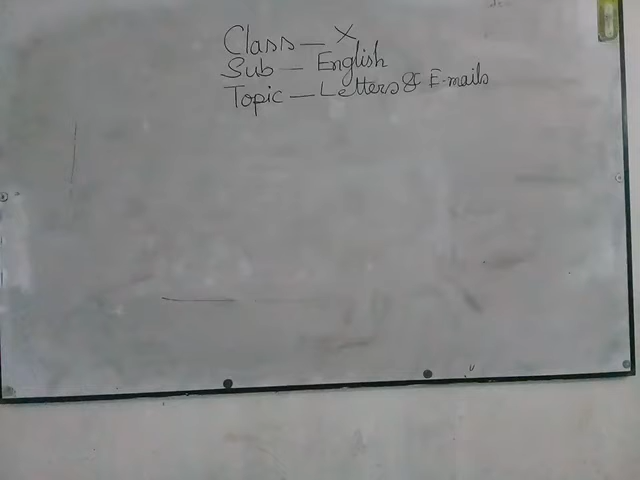 Class — X
Sub — English
Topic — Letters & E-mails